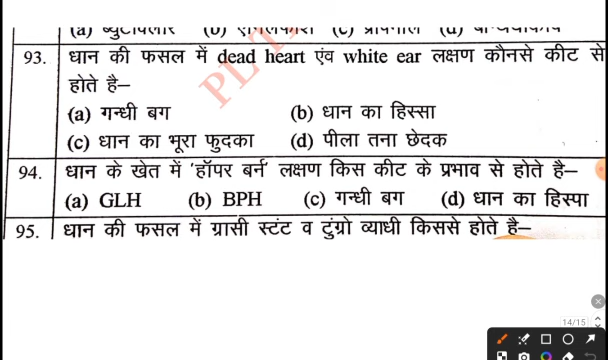 93. धान की फसल में dead heart एंव white ear लक्षण कौनसे कीट से
होते है–
(a) गन्धी बग (b) धान का हिस्सा
(c) धान का भूरा फुदका (d) पीला तना छेदक
94. धान के खेत में 'हॉपर बर्न' लक्षण किस कीट के प्रभाव से होते है–
(a) GLH (b) BPH (c) गन्धी बग (d) धान का हिस्पा
95. धान की फसल में ग्रासी स्टंट व टुंग्रो व्याधी किससे होते है–
14/15